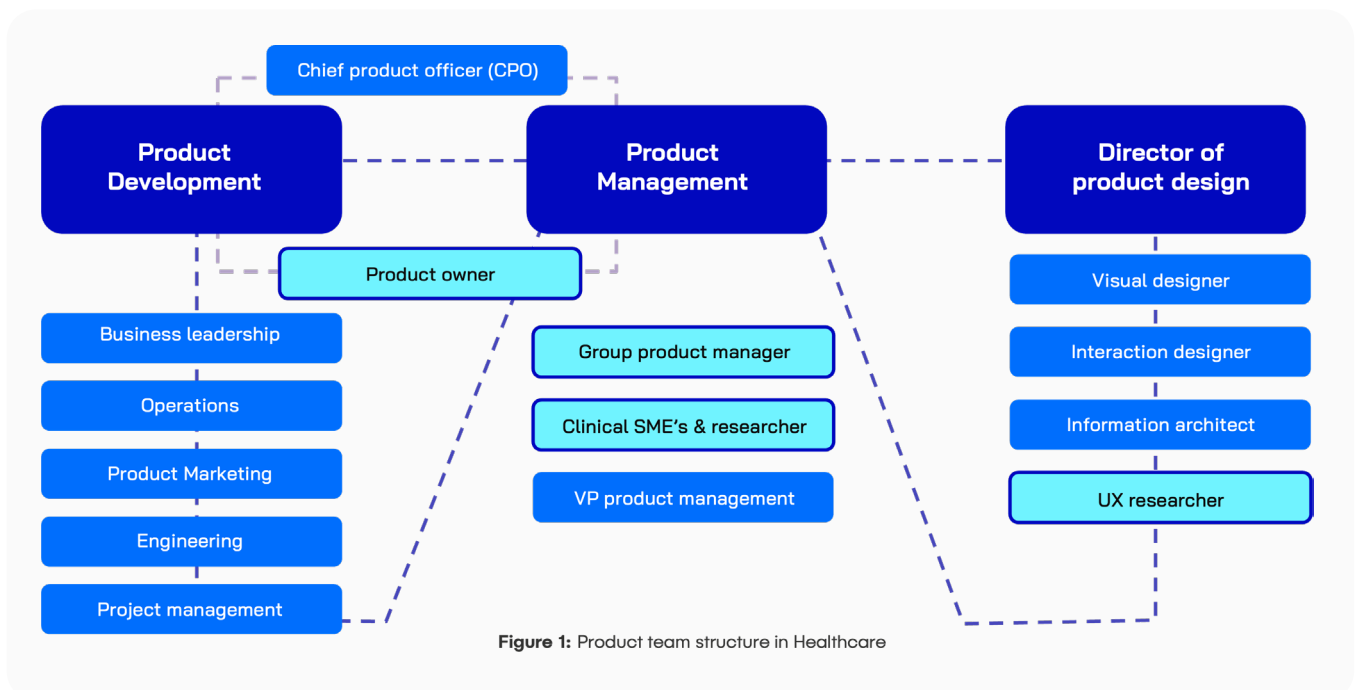 Chief product officer (CPO)
Product
Development
Product
Management
Director of
product design
Product owner
Business leadership
Operations
Product Marketing
Engineering
Project management
Group product manager
Clinical SME’s & researcher
VP product management
Visual designer
Interaction designer
Information architect
UX researcher
Figure 1: Product team structure in Healthcare